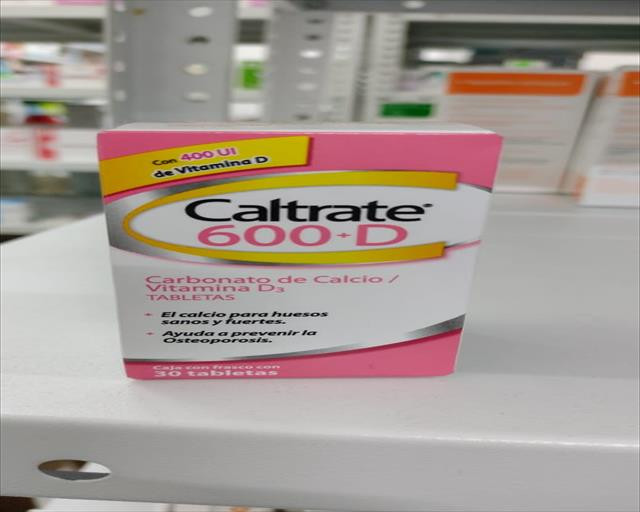 Con 400 UI
de Vitamina D
Caltrate®
600+D
Carbonato de Calcio /
Vitamina D3
TABLETAS
El calcio para huesos
sanos y fuertes.
Ayuda a prevenir la
Osteoporosis.
Caja con frasco con
30 tabletas